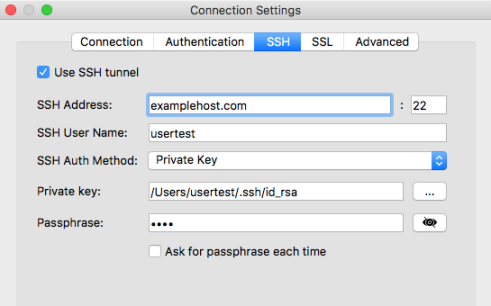 Connection Settings
Connection Authentication SSH SSL Advanced
Use SSH tunnel
SSH Address: examplehost.com : 22
SSH User Name: usertest
SSH Auth Method: Private Key
Private key: /Users/usertest/.ssh/id_rsa ...
Passphrase: ••••
Ask for passphrase each time